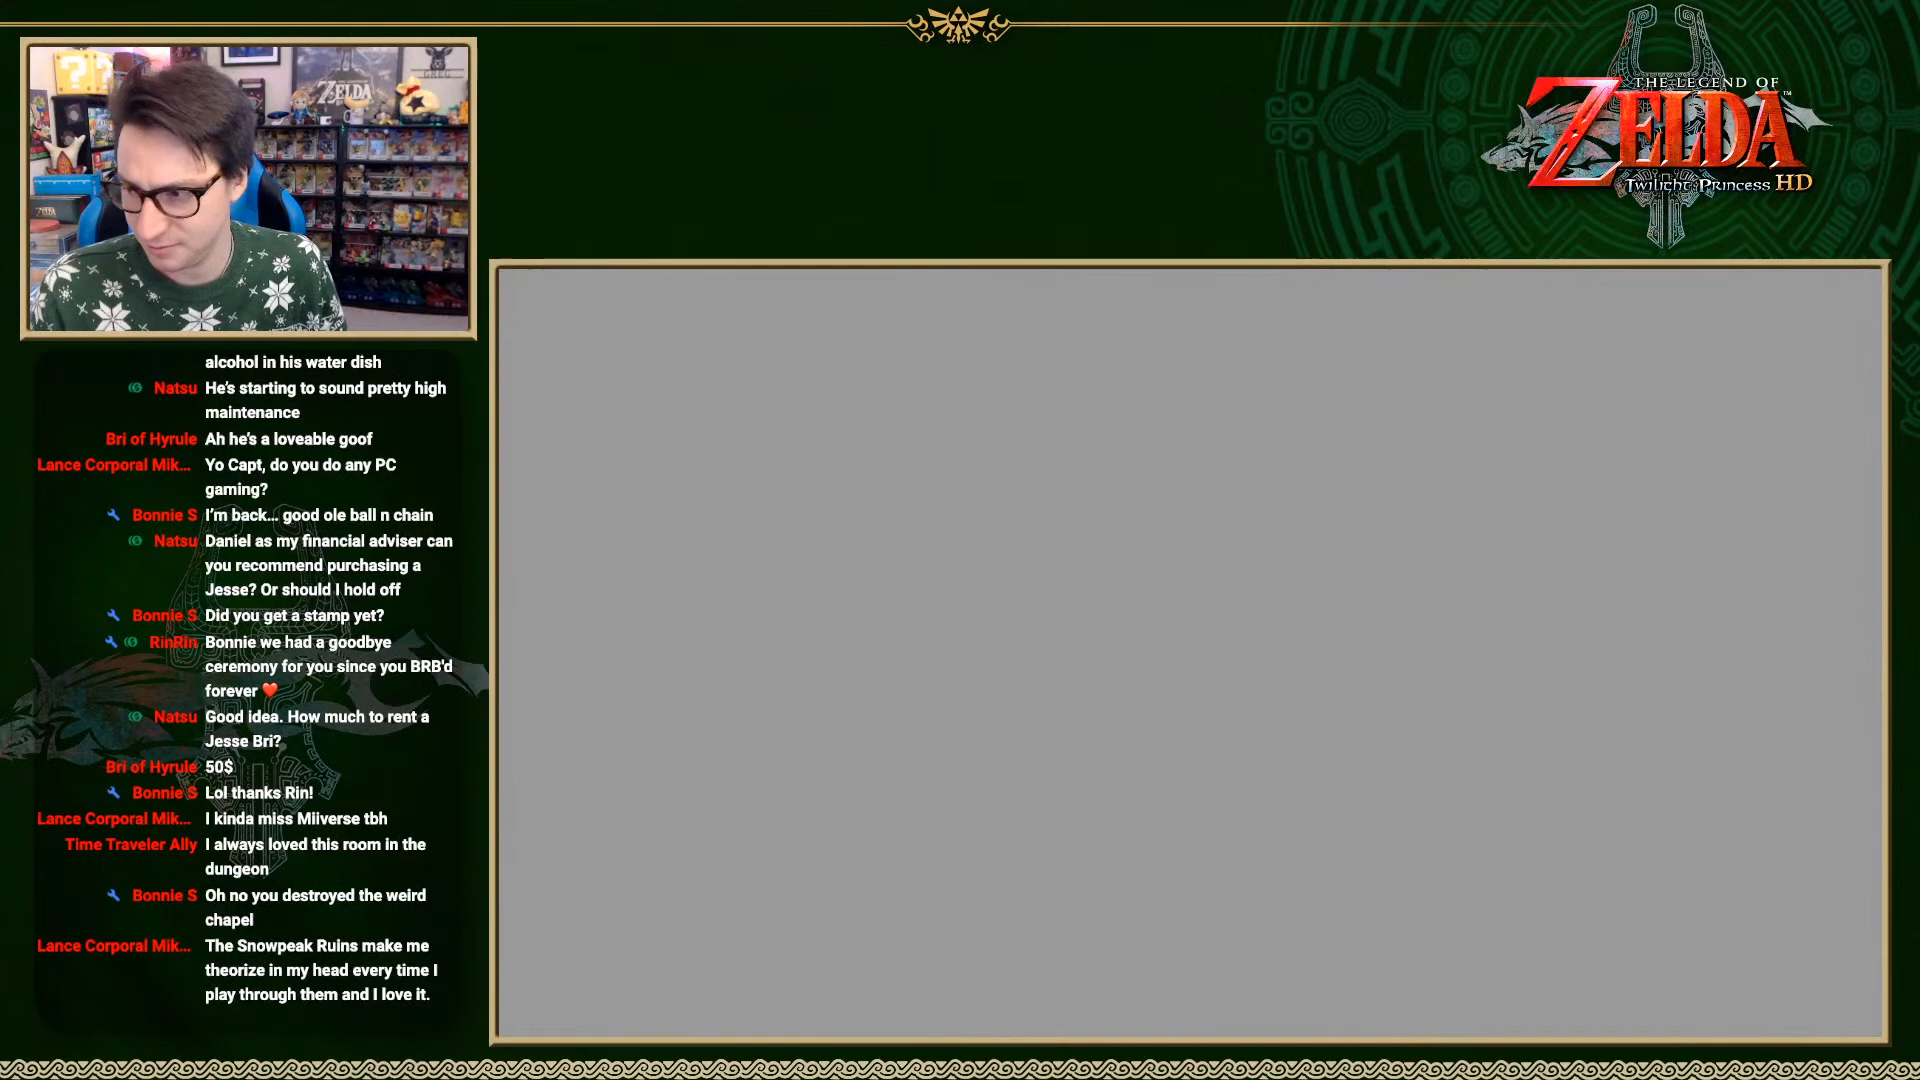 ZELDA
GREG
ZELDA
THE LEGEND OF
ZELDA
TM
Twilight Princess HD
alcohol in his water dish
Natsu He's starting to sound pretty high
maintenance
Bri of Hyrule Ah he's a loveable goof
Lance Corporal Mik... Yo Capt, do you do any PC
gaming?
Bonnie S I'm back... good ole ball n chain
Natsu Daniel as my financial adviser can
you recommend purchasing a
Jesse? Or should I hold off
Bonnie S Did you get a stamp yet?
RinRin Bonnie we had a goodbye
ceremony for you since you BRB'd
forever ❤️
Natsu Good idea. How much to rent a
Jesse Bri?
Bri of Hyrule 50$
Bonnie S Lol thanks Rin!
Lance Corporal Mik... I kinda miss Miiverse tbh
Time Traveler Ally I always loved this room in the
dungeon
Bonnie S Oh no you destroyed the weird
chapel
Lance Corporal Mik... The Snowpeak Ruins make me
theorize in my head every time I
play through them and I love it.